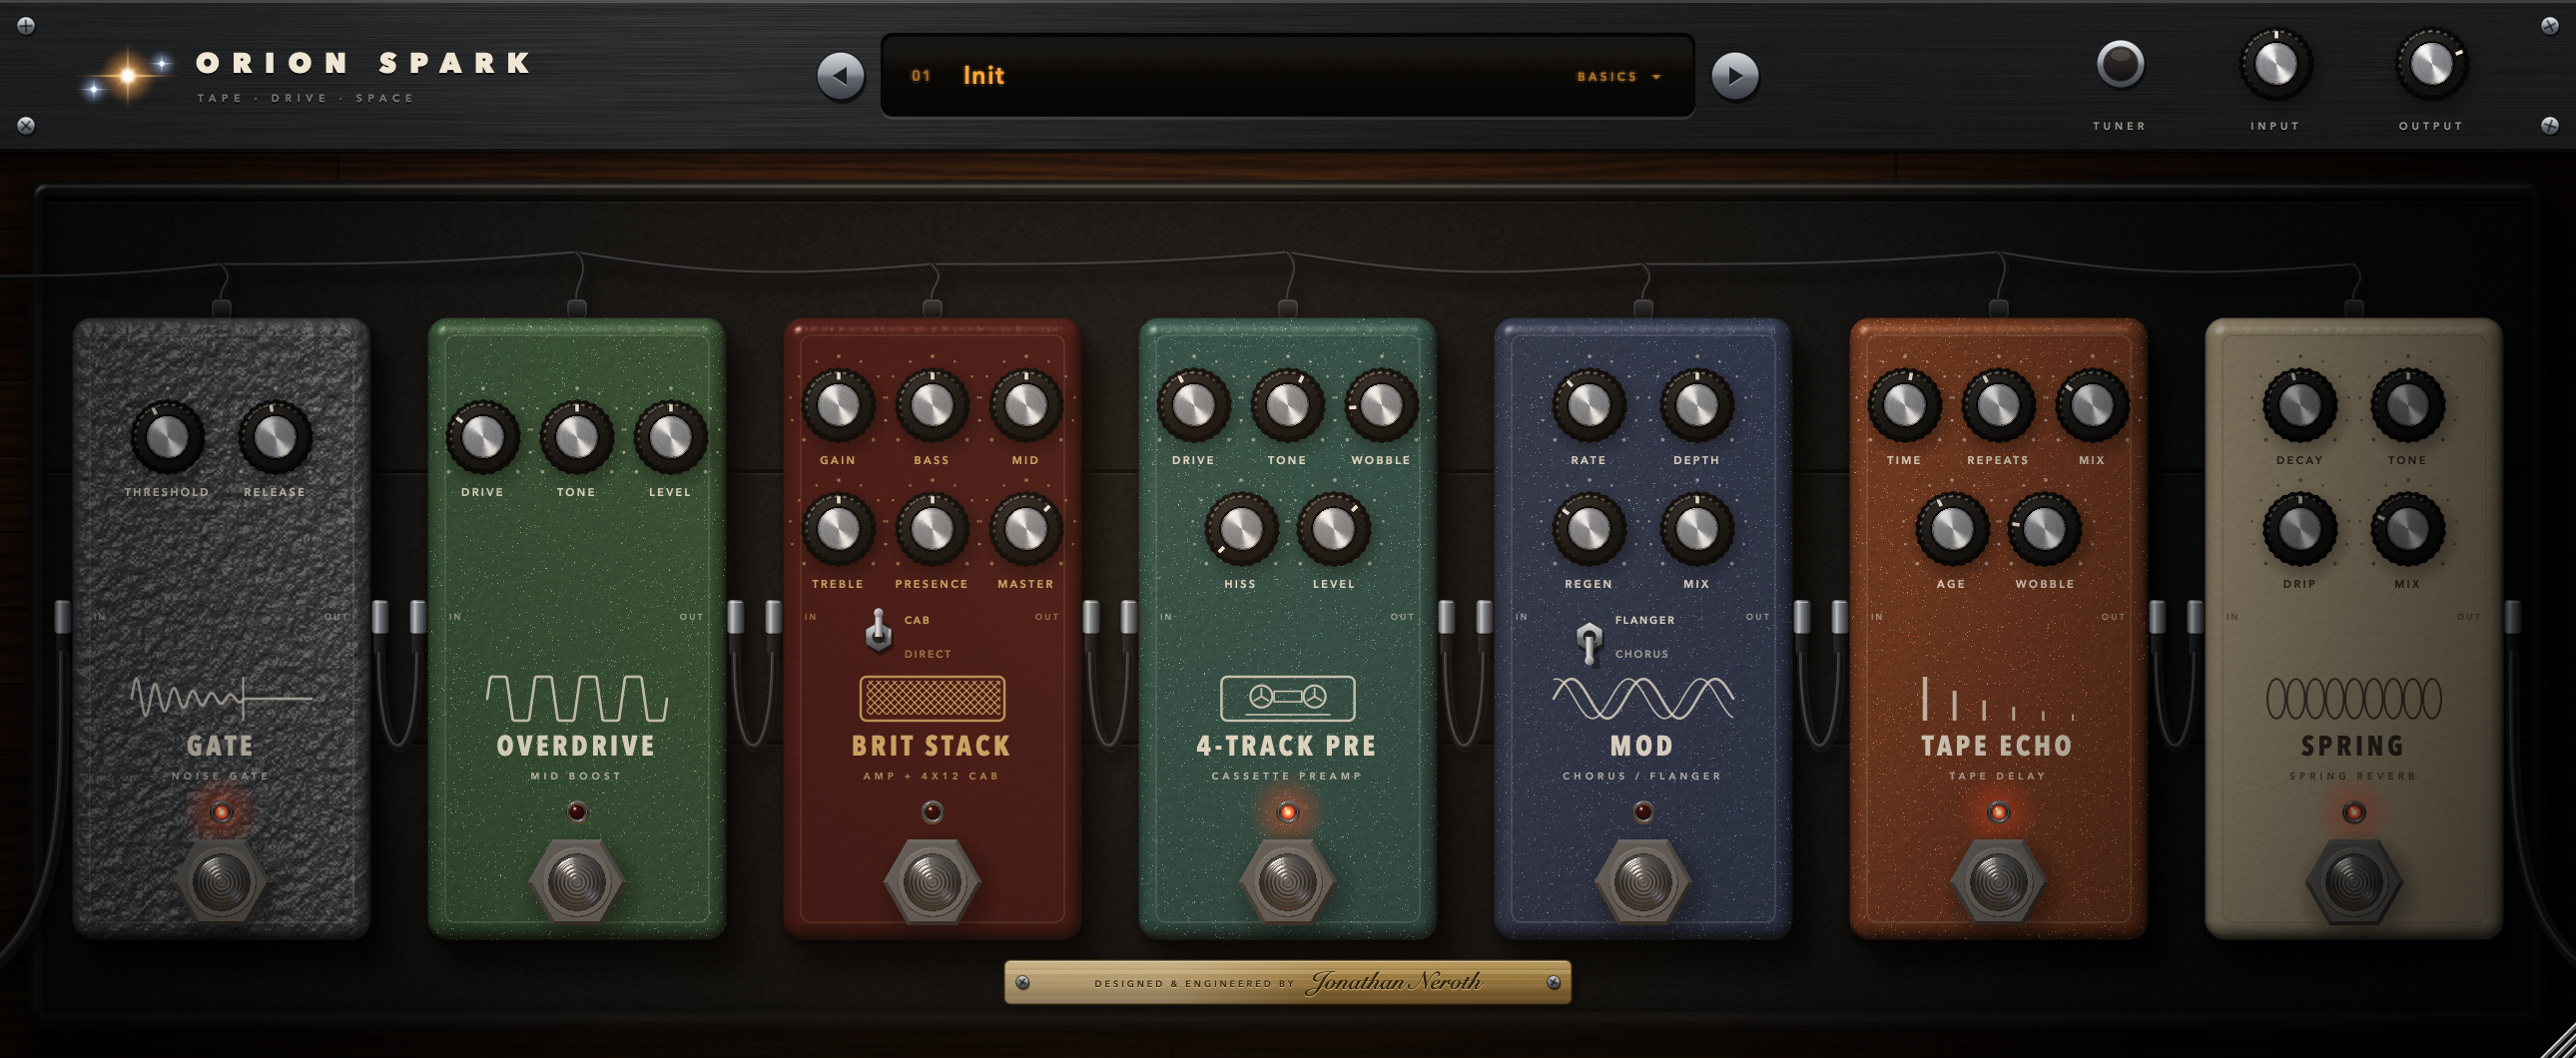 ORION SPARK
TAPE · DRIVE · SPACE
01 Init BASICS
TUNER INPUT OUTPUT
THRESHOLD RELEASE
IN OUT
GATE
NOISE GATE
DRIVE TONE LEVEL
IN OUT
OVERDRIVE
MID BOOST
GAIN BASS MID
TREBLE PRESENCE MASTER
IN CAB OUT
DIRECT
BRIT STACK
AMP + 4X12 CAB
DRIVE TONE WOBBLE
HISS LEVEL
IN OUT
4-TRACK PRE
CASSETTE PREAMP
RATE DEPTH
REGEN MIX
IN FLANGER OUT
CHORUS
MOD
CHORUS / FLANGER
TIME REPEATS MIX
AGE WOBBLE
IN OUT
TAPE ECHO
TAPE DELAY
DECAY TONE
DRIP MIX
IN OUT
SPRING
SPRING REVERB
DESIGNED & ENGINEERED BY Jonathan Neroth